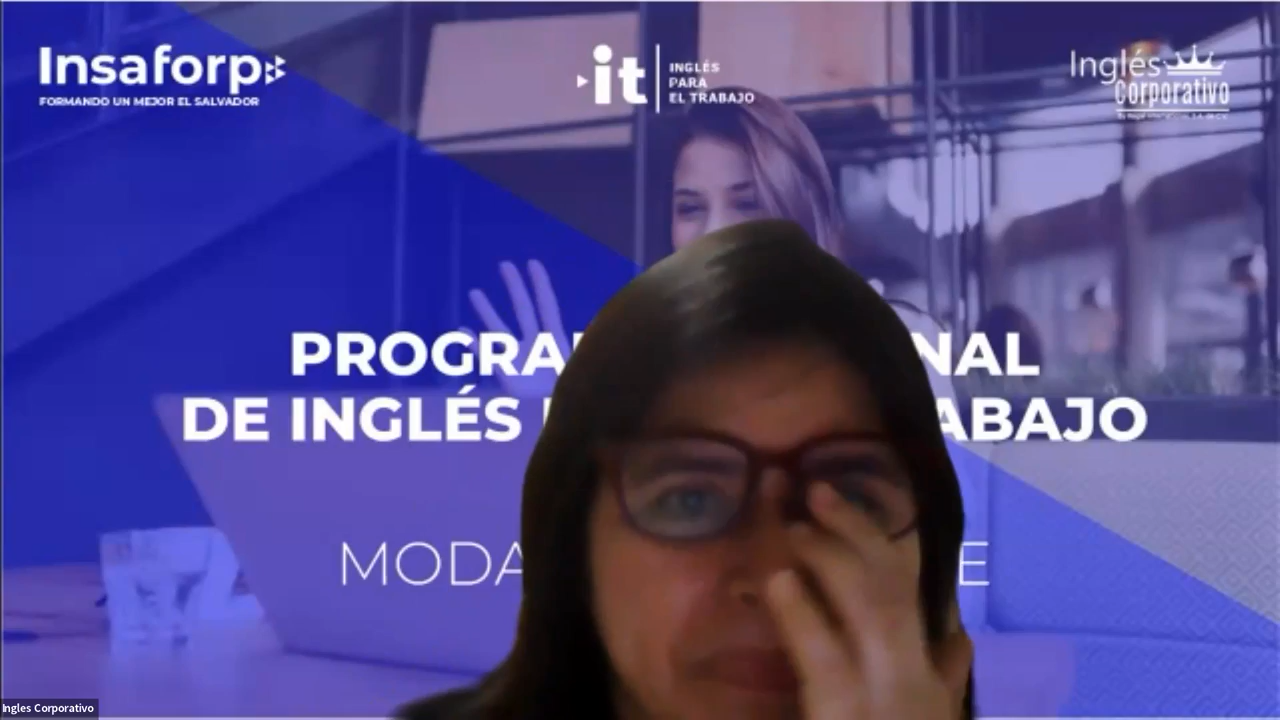 Insaforp
FORMANDO UN MEJOR EL SALVADOR
it
INGLÉS
PARA
EL TRABAJO
Inglés
corporativo
PROGRA NAL
DE INGLÉS ABAJO
MODA E
Ingles Corporativo